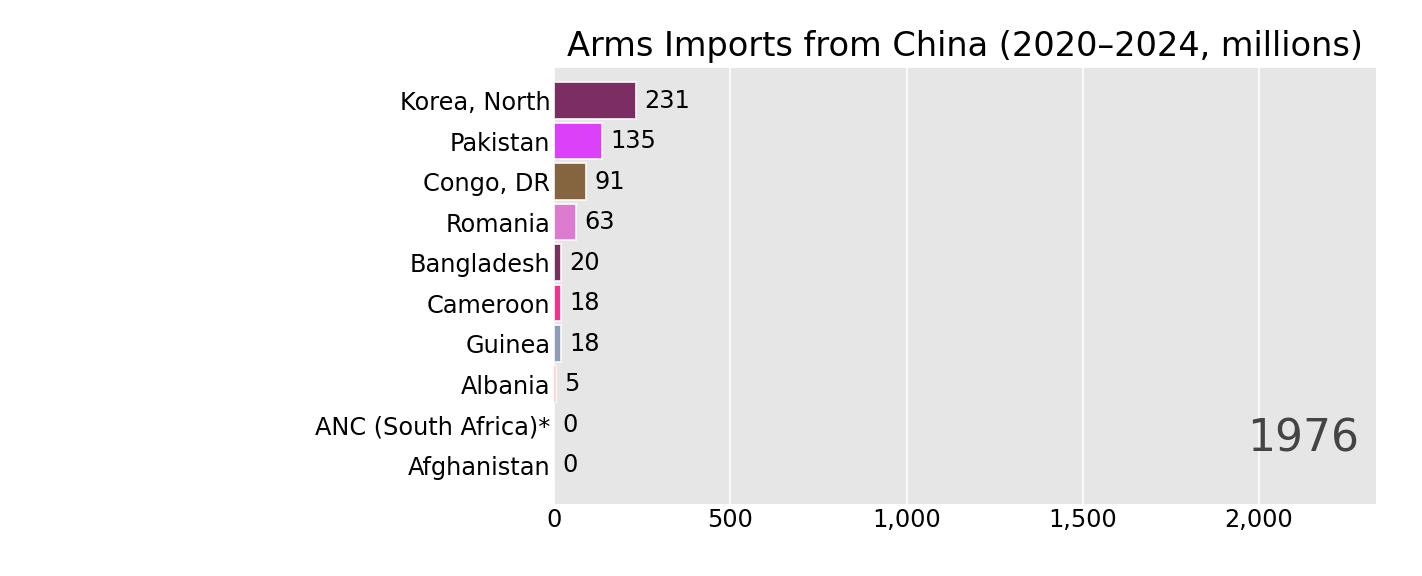 Arms Imports from China (2020–2024, millions)
Korea, North 231
Pakistan 135
Congo, DR 91
Romania 63
Bangladesh 20
Cameroon 18
Guinea 18
Albania 5
ANC (South Africa)* 0
Afghanistan 0
1976
0 500 1,000 1,500 2,000